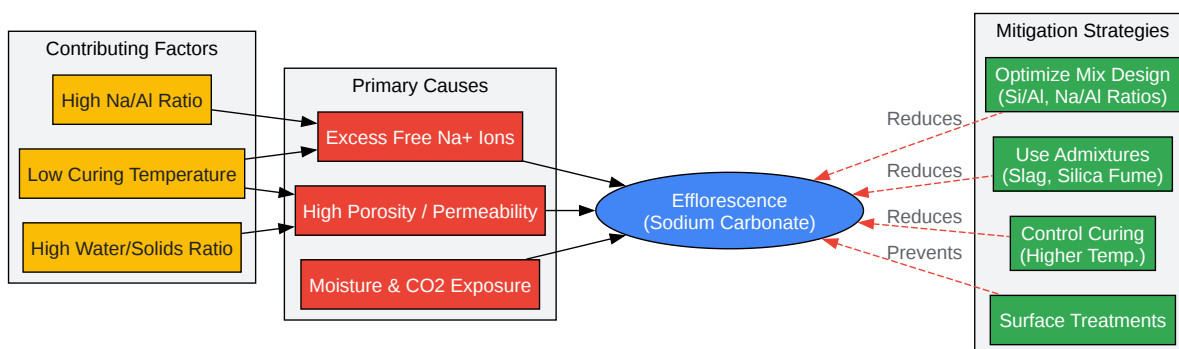 Contributing Factors
High Na/Al Ratio
Low Curing Temperature
High Water/Solids Ratio
Primary Causes
Excess Free Na+ Ions
High Porosity / Permeability
Moisture & CO2 Exposure
Efflorescence
(Sodium Carbonate)
Reduces
Reduces
Reduces
Prevents
Mitigation Strategies
Optimize Mix Design
(Si/Al, Na/Al Ratios)
Use Admixtures
(Slag, Silica Fume)
Control Curing
(Higher Temp.)
Surface Treatments